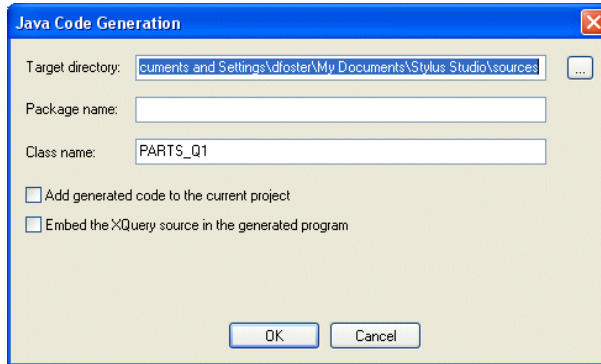 Java Code Generation
Target directory: cuments and Settings\dfoster\My Documents\Stylus Studio\sources ...
Package name:
Class name: PARTS_Q1
Add generated code to the current project
Embed the XQuery source in the generated program
OK Cancel